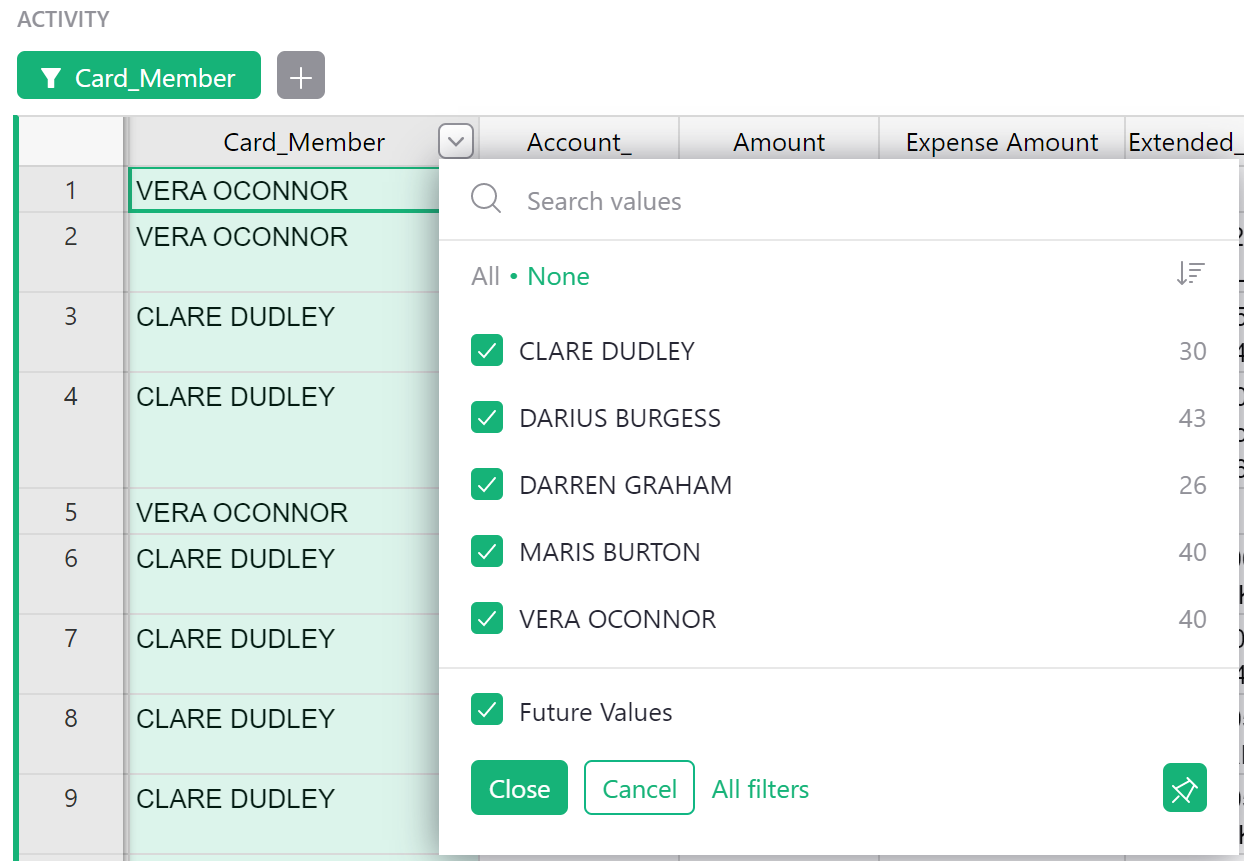 ACTIVITY
Card_Member
Card_Member Account_ Amount Expense Amount Extended_
1 VERA OCONNOR
2 VERA OCONNOR
3 CLARE DUDLEY
4 CLARE DUDLEY
5 VERA OCONNOR
6 CLARE DUDLEY
7 CLARE DUDLEY
8 CLARE DUDLEY
9 CLARE DUDLEY
Search values
All • None
CLARE DUDLEY 30
DARIUS BURGESS 43
DARREN GRAHAM 26
MARIS BURTON 40
VERA OCONNOR 40
Future Values
Close Cancel All filters